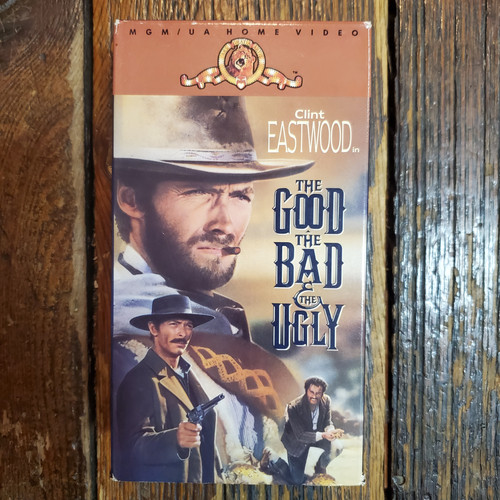 MGM/UA HOME VIDEO
Clint
EASTWOOD in
THE
GOOD
THE
BAD
& THE
UGLY